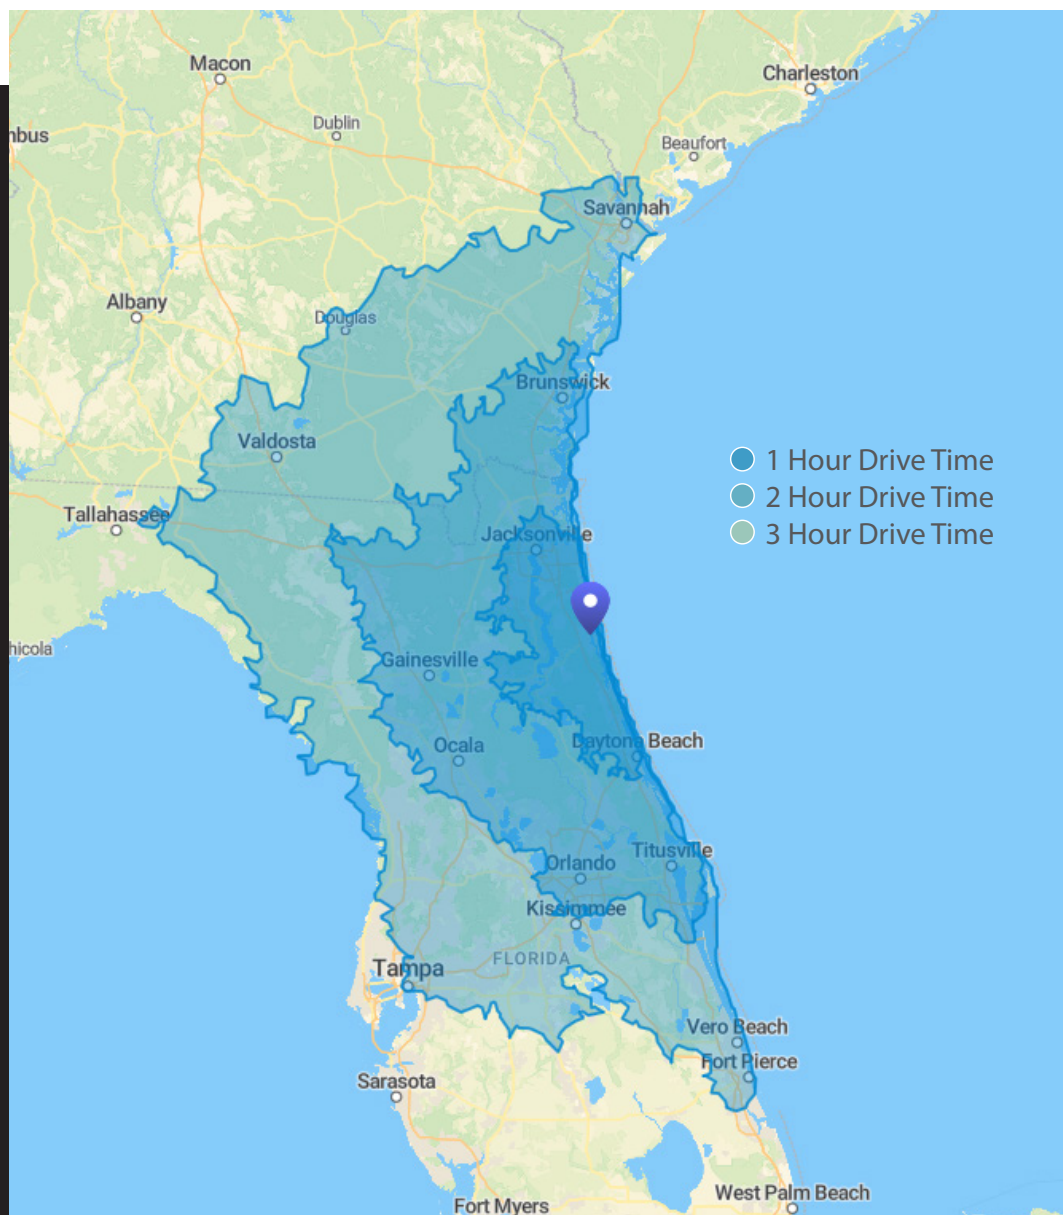 Macon
Charleston
Dublin
nbus
Beaufort
Savannah
Albany
Douglas
Brunswick
Valdosta
1 Hour Drive Time
2 Hour Drive Time
3 Hour Drive Time
Tallahassee
Jacksonville
hicola
Gainesville
Daytona Beach
Ocala
Titusville
Orlando
Kissimmee
FLORIDA
Tampa
Vero Beach
Fort Pierce
Sarasota
West Palm Beach
Fort Myers